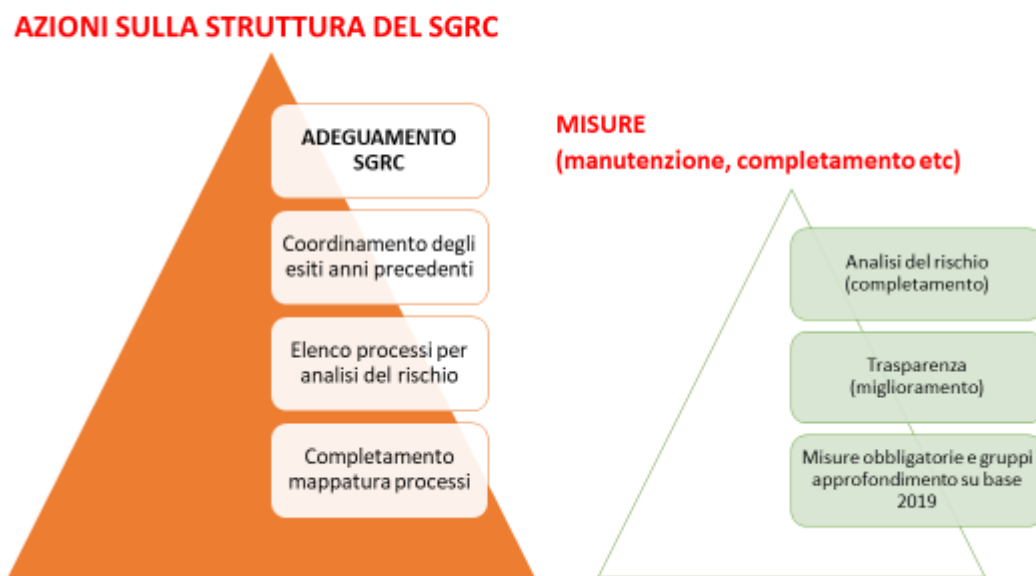 AZIONI SULLA STRUTTURA DEL SGRC
ADEGUAMENTO
SGRC
Coordinamento degli
esiti anni precedenti
Elenco processi per
analisi del rischio
Completamento
mappatura processi
MISURE
(manutenzione, completamento etc)
Analisi del rischio
(completamento)
Trasparenza
(miglioramento)
Misure obbligatorie e gruppi
approfondimento su base
2019